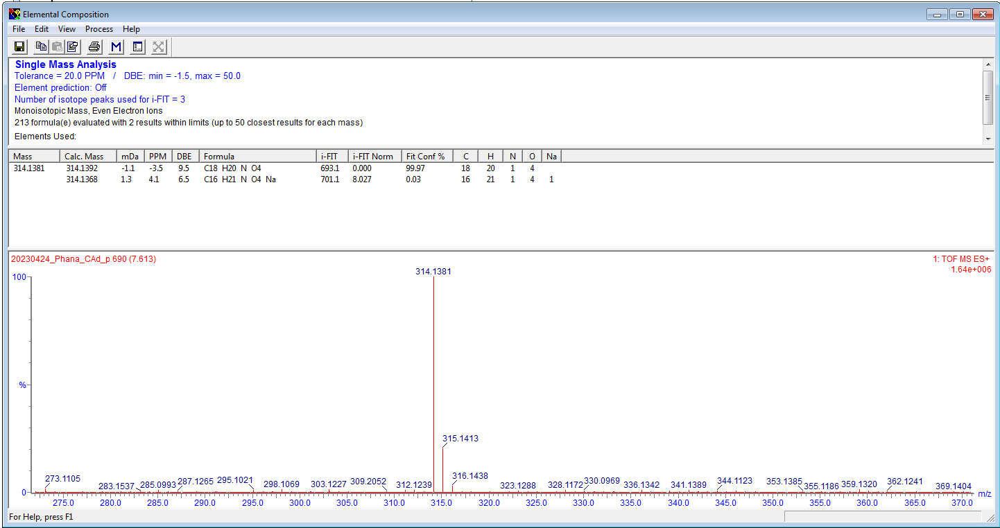 Elemental Composition
File Edit View Process Help
M
Single Mass Analysis
Tolerance = 20.0 PPM / DBE: min = -1.5, max = 50.0
Element prediction: Off
Number of isotope peaks used for i-FIT = 3
Monoisotopic Mass, Even Electron Ions
213 formula(e) evaluated with 2 results within limits (up to 50 closest results for each mass)
Elements Used:
Mass Calc. Mass mDa PPM DBE Formula i-FIT i-FIT Norm Fit Conf % C H N O Na
314.1381 314.1392 -1.1 -3.5 9.5 C18 H20 N O4 693.1 0.000 99.97 18 20 1 4
314.1368 1.3 4.1 6.5 C16 H21 N O4 Na 701.1 8.027 0.03 16 21 1 4 1
20230424_Phana_CAd_p 690 (7.613)
1: TOF MS ES+
1.64e+006
100
314.1381
%
315.1413
316.1438
273.1105 283.1537 285.0993 287.1265 295.1021 298.1069 303.1227 309.2052 312.1239 323.1288 328.1172 330.0969 336.1342 341.1389 344.1123 353.1385 355.1186 359.1320 362.1241 369.1404
0
m/z
275.0 280.0 285.0 290.0 295.0 300.0 305.0 310.0 315.0 320.0 325.0 330.0 335.0 340.0 345.0 350.0 355.0 360.0 365.0 370.0
For Help, press F1